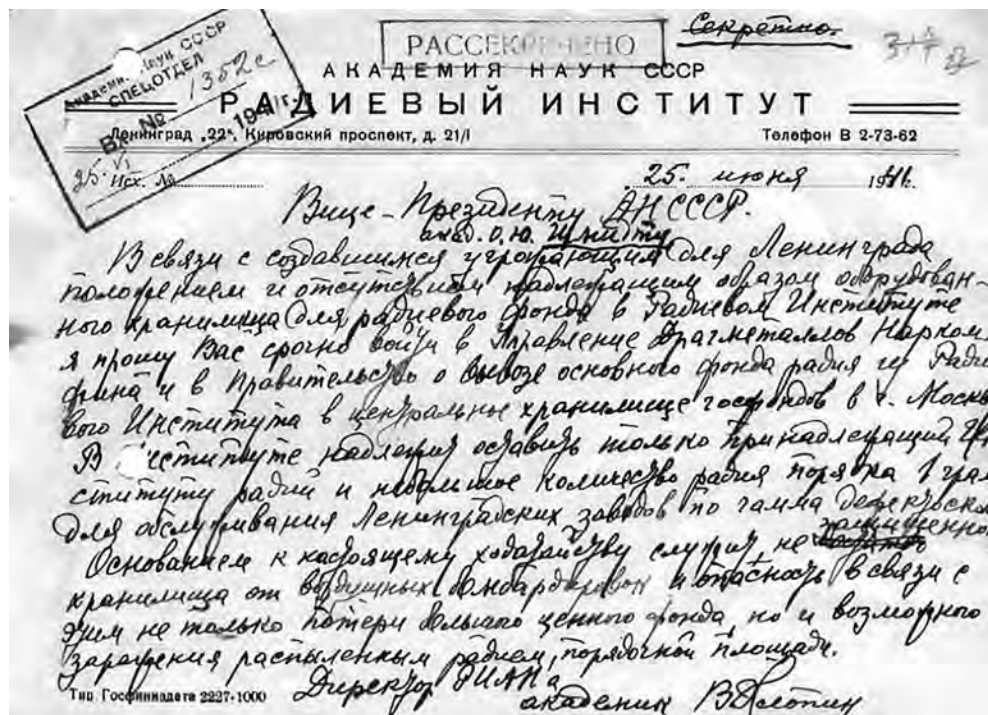 Секретно.
РАССЕКРЕЧЕНО
Академия Наук СССР
СПЕЦОТДЕЛ
Вх. № 1352с
25. VI 1941 г.
АКАДЕМИЯ НАУК СССР
РАДИЕВЫЙ ИНСТИТУТ
Ленинград „22“, Кировский проспект, д. 21/I Телефон В 2-73-62
Исх. № 25. июня 1941 г.
Вице-Президенту АН СССР.
акад. О.Ю. Шмидту
В связи с создавшимся угрожающим для Ленинграда
положением и отсутствием надлежащим образом оборудован-
ного хранилища для радиевого фонда в Радиевом Институте
я прошу Вас срочно войти в Управление Драгметаллов Нарком
фина и в Правительство о вывозе основного фонда радия из Радие
вого Института в центральное хранилище госфондов в г. Москв
В Институте надлежит оставить только принадлежащий Ин
ституту радий и небольшое количество радия порядка 1 грам
для обслуживания Ленинградских заводов по гамма дефектоско
Основанием к настоящему ходатайству служит не защищенно
хранилища от воздушных бомбардировок и опасность в связи с
этим не только потери большого ценного фонда, но и возможного
заражения распыленным радием, порядочной площади.
Тип. Госфиниздата 2227-1000 Директор РИАНа
академик В Хлопин